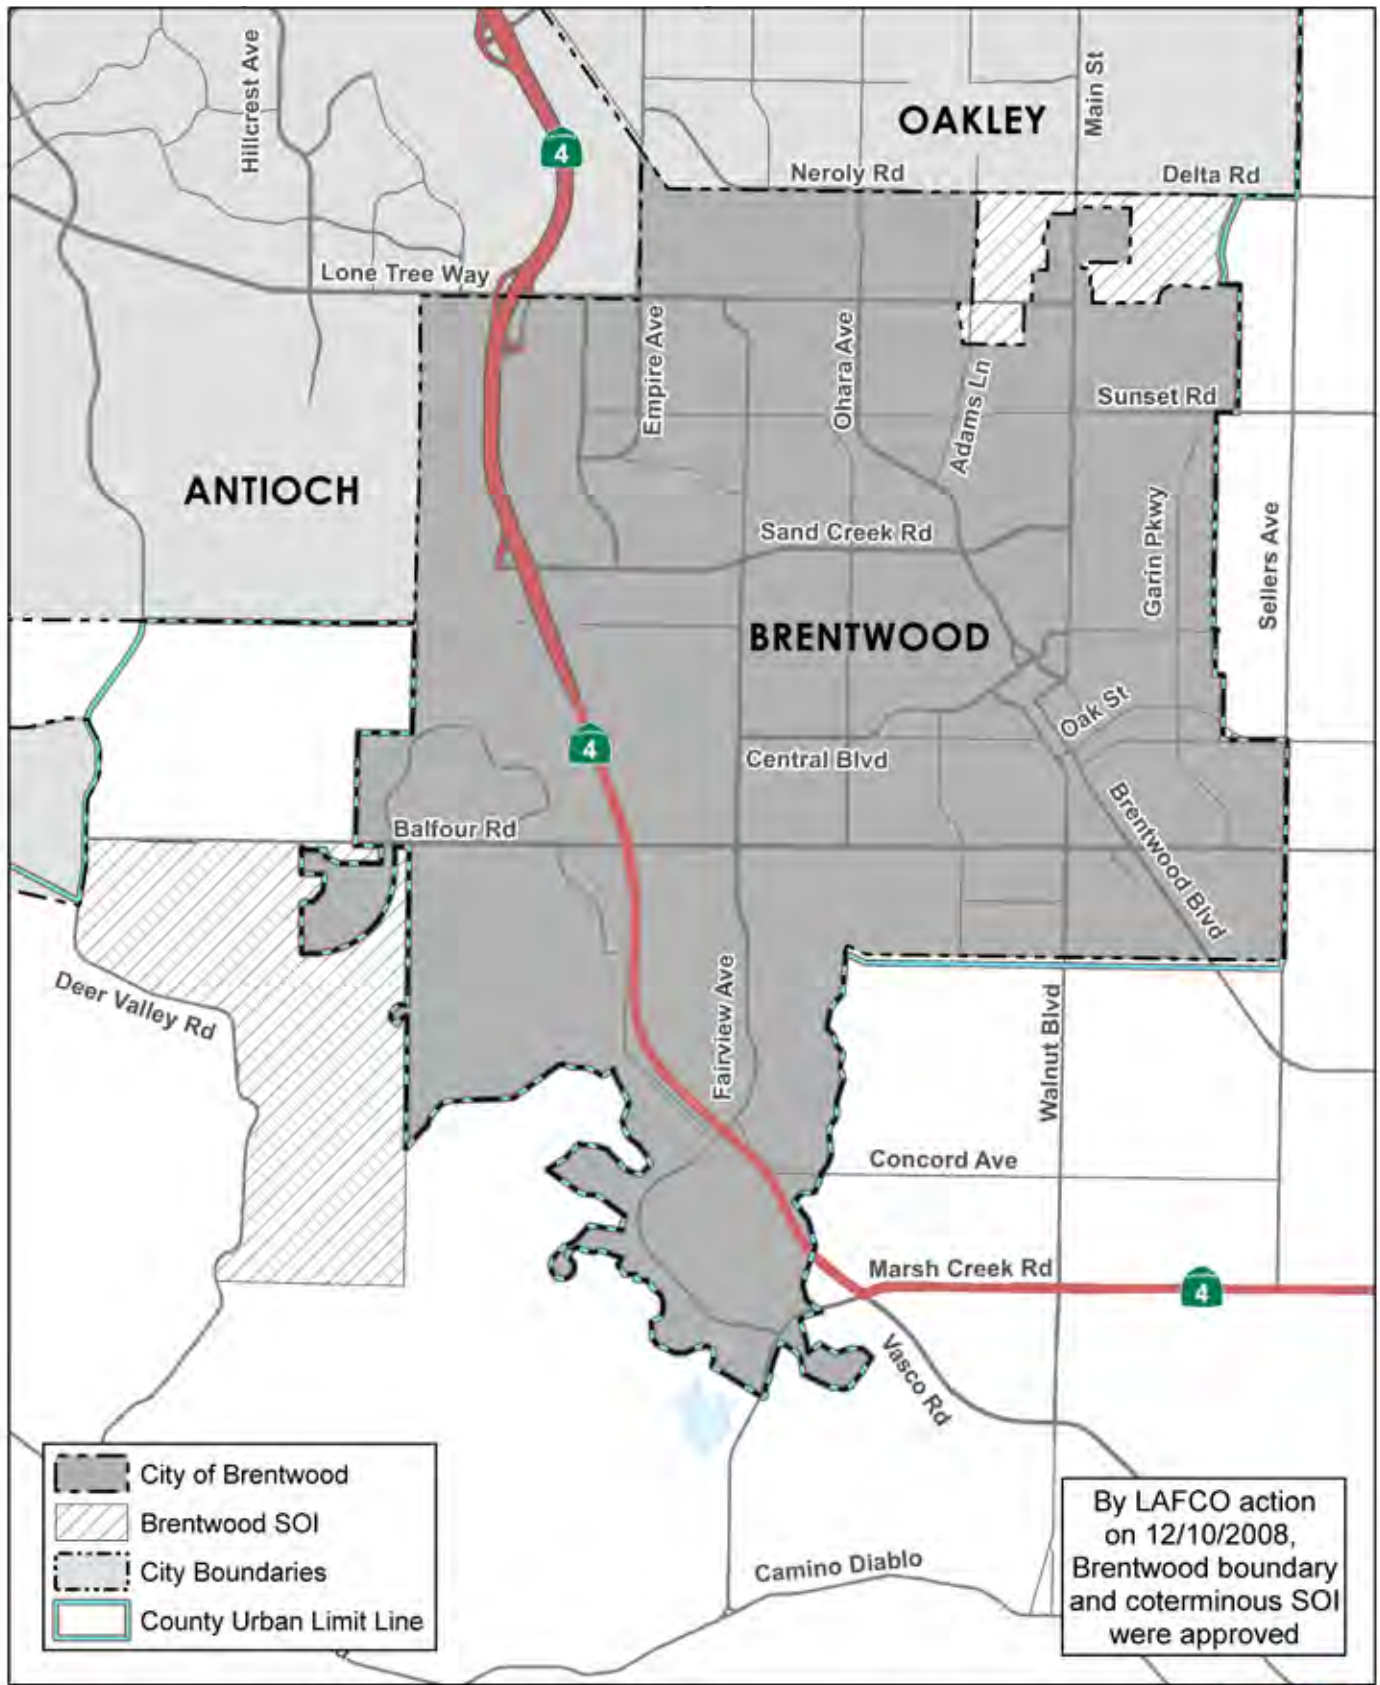 Hillcrest Ave
4
OAKLEY
Main St
Neroly Rd
Delta Rd
Lone Tree Way
Empire Ave
Ohara Ave
Adams Ln
Sunset Rd
ANTIOCH
Sand Creek Rd
Garin Pkwy
Sellers Ave
BRENTWOOD
Oak St
4
Central Blvd
Balfour Rd
Brentwood Blvd
Deer Valley Rd
Fairview Ave
Walnut Blvd
Concord Ave
Marsh Creek Rd
4
Vasco Rd
City of Brentwood
Brentwood SOI
City Boundaries
County Urban Limit Line
Camino Diablo
By LAFCO action
on 12/10/2008,
Brentwood boundary
and coterminous SOI
were approved